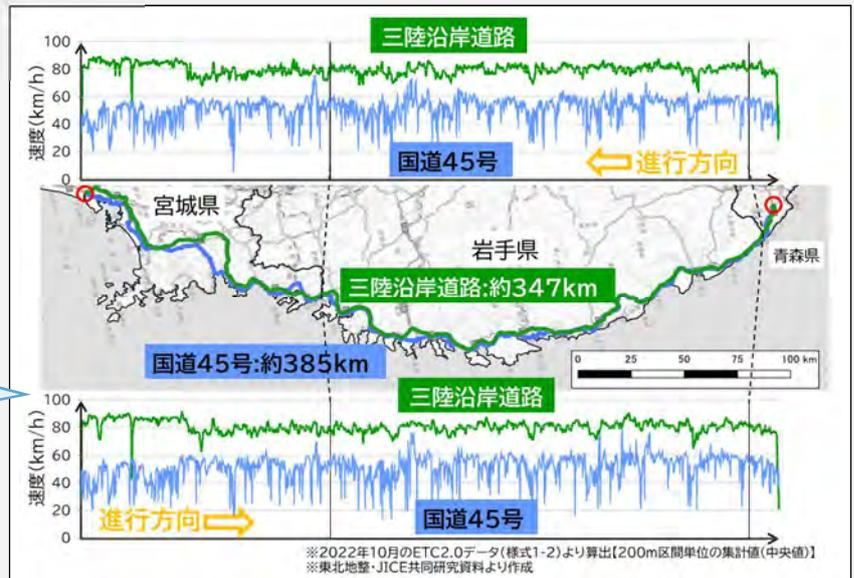 三陸沿岸道路
速度(km/h)
100
80
60
40
20
0
国道45号
進行方向
宮城県
岩手県
青森県
三陸沿岸道路:約347km
国道45号:約385km
0 25 50 75 100 km
三陸沿岸道路
速度(km/h)
100
80
60
40
20
0
進行方向
国道45号
※2022年10月のETC2.0データ(様式1-2)より算出【200m区間単位の集計値(中央値)】
※東北地整・JICE共同研究資料より作成